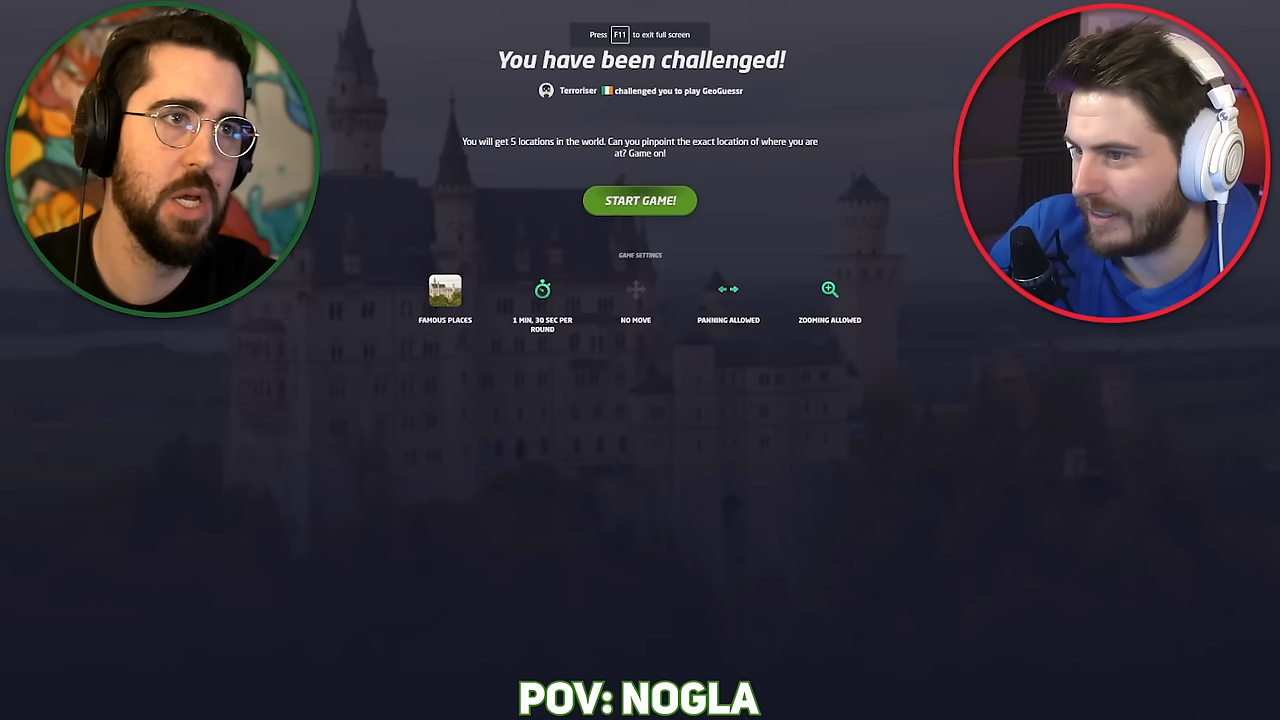 Press F11 to exit full screen
You have been challenged!
Terroriser challenged you to play GeoGuessr
You will get 5 locations in the world. Can you pinpoint the exact location of where you are
at? Game on!
START GAME!
GAME SETTINGS
FAMOUS PLACES
1 MIN, 30 SEC PER
ROUND
NO MOVE
PANNING ALLOWED
ZOOMING ALLOWED
POV: NOGLA